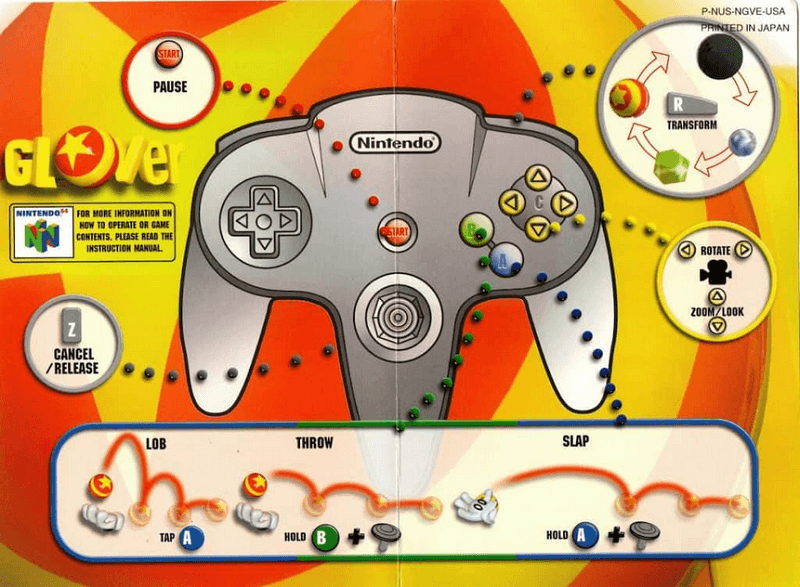 P-NUS-NGVE-USA
PRINTED IN JAPAN
START
PAUSE
R
TRANSFORM
GLOver
Nintendo®
NINTENDO 64
N
FOR MORE INFORMATION ON
HOW TO OPERATE OR GAME
CONTENTS, PLEASE READ THE
INSTRUCTION MANUAL.
C
START
B
A
ROTATE
ZOOM/LOOK
Z
CANCEL
/RELEASE
LOB
THROW
SLAP
TAP A
HOLD B +
HOLD A +